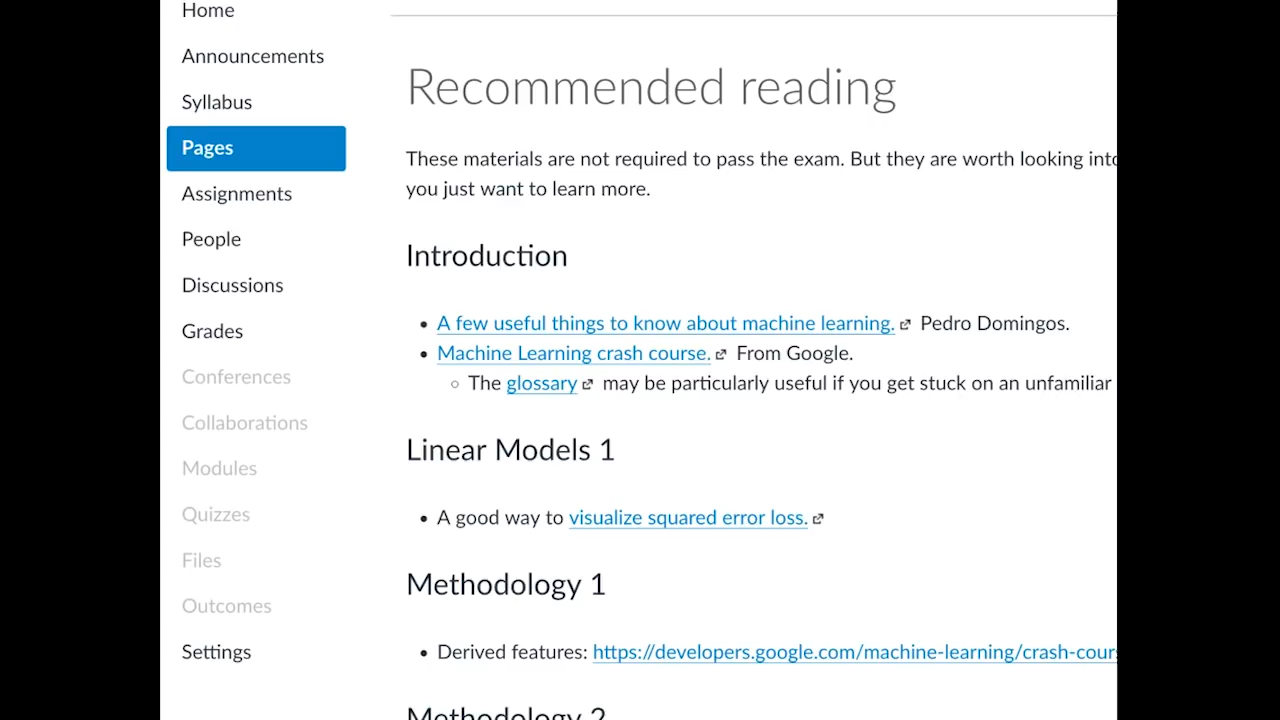 Home
Announcements
Syllabus
Pages
Assignments
People
Discussions
Grades
Conferences
Collaborations
Modules
Quizzes
Files
Outcomes
Settings
Recommended reading
These materials are not required to pass the exam. But they are worth looking into
you just want to learn more.
Introduction
A few useful things to know about machine learning. Pedro Domingos.
Machine Learning crash course. From Google.
The glossary may be particularly useful if you get stuck on an unfamiliar
Linear Models 1
A good way to visualize squared error loss.
Methodology 1
Derived features: https://developers.google.com/machine-learning/crash-cours
Methodology 2